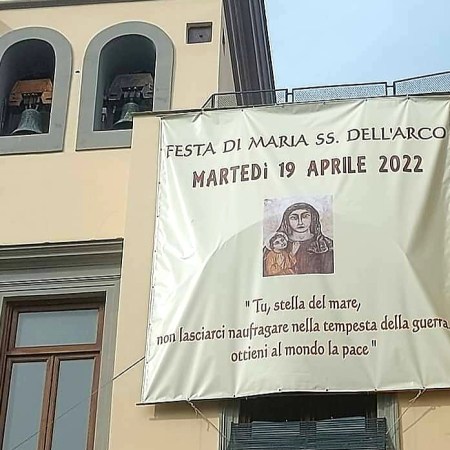 FESTA DI MARIA SS. DELL'ARCO
MARTEDÌ 19 APRILE 2022
"Tu, stella del mare,
non lasciarci naufragare nella tempesta della guerra,
ottieni al mondo la pace"